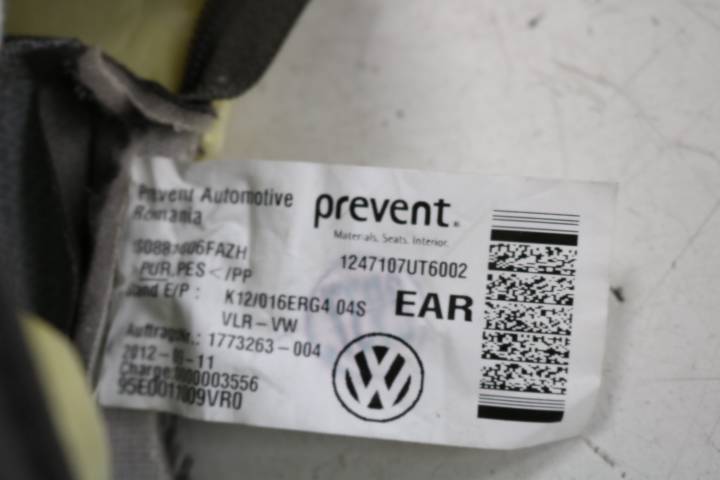 Prevent Automotive
Romania
prevent.
Materials. Seats. Interior.
1247107UT6002
PUR,PES</PP
E/P : K12/016ERG4 04S
EAR
VLR-VW
Auftragnr.: 1773263-004
Charge: